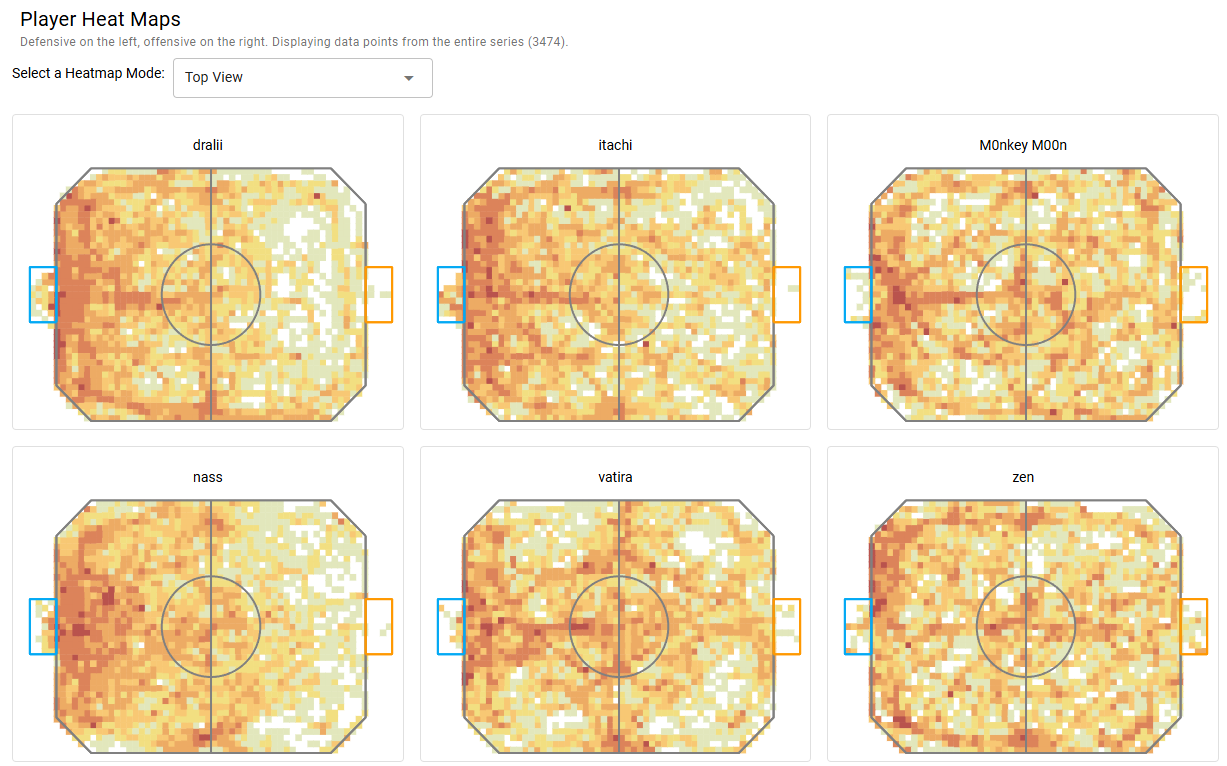 Player Heat Maps
Defensive on the left, offensive on the right. Displaying data points from the entire series (3474).
Select a Heatmap Mode: Top View
dralii
itachi
M0nkey M00n
nass
vatira
zen